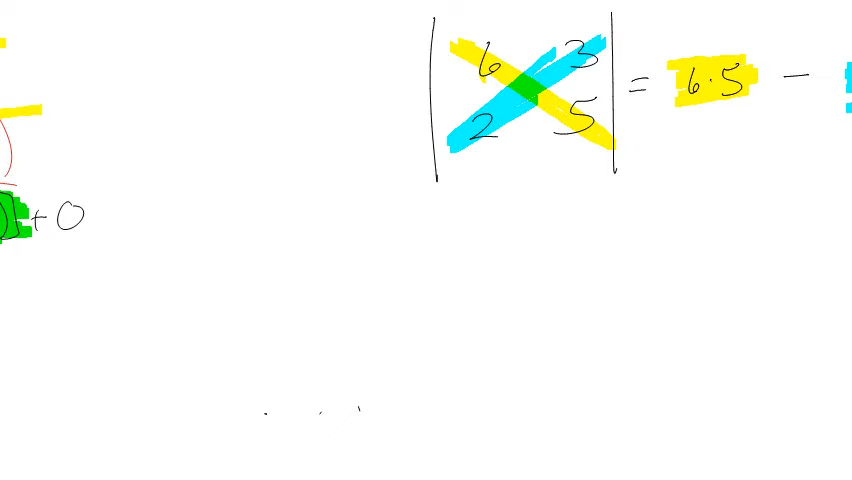 | 6 3 |
| 2 5 | = 6·5 −
+ 0